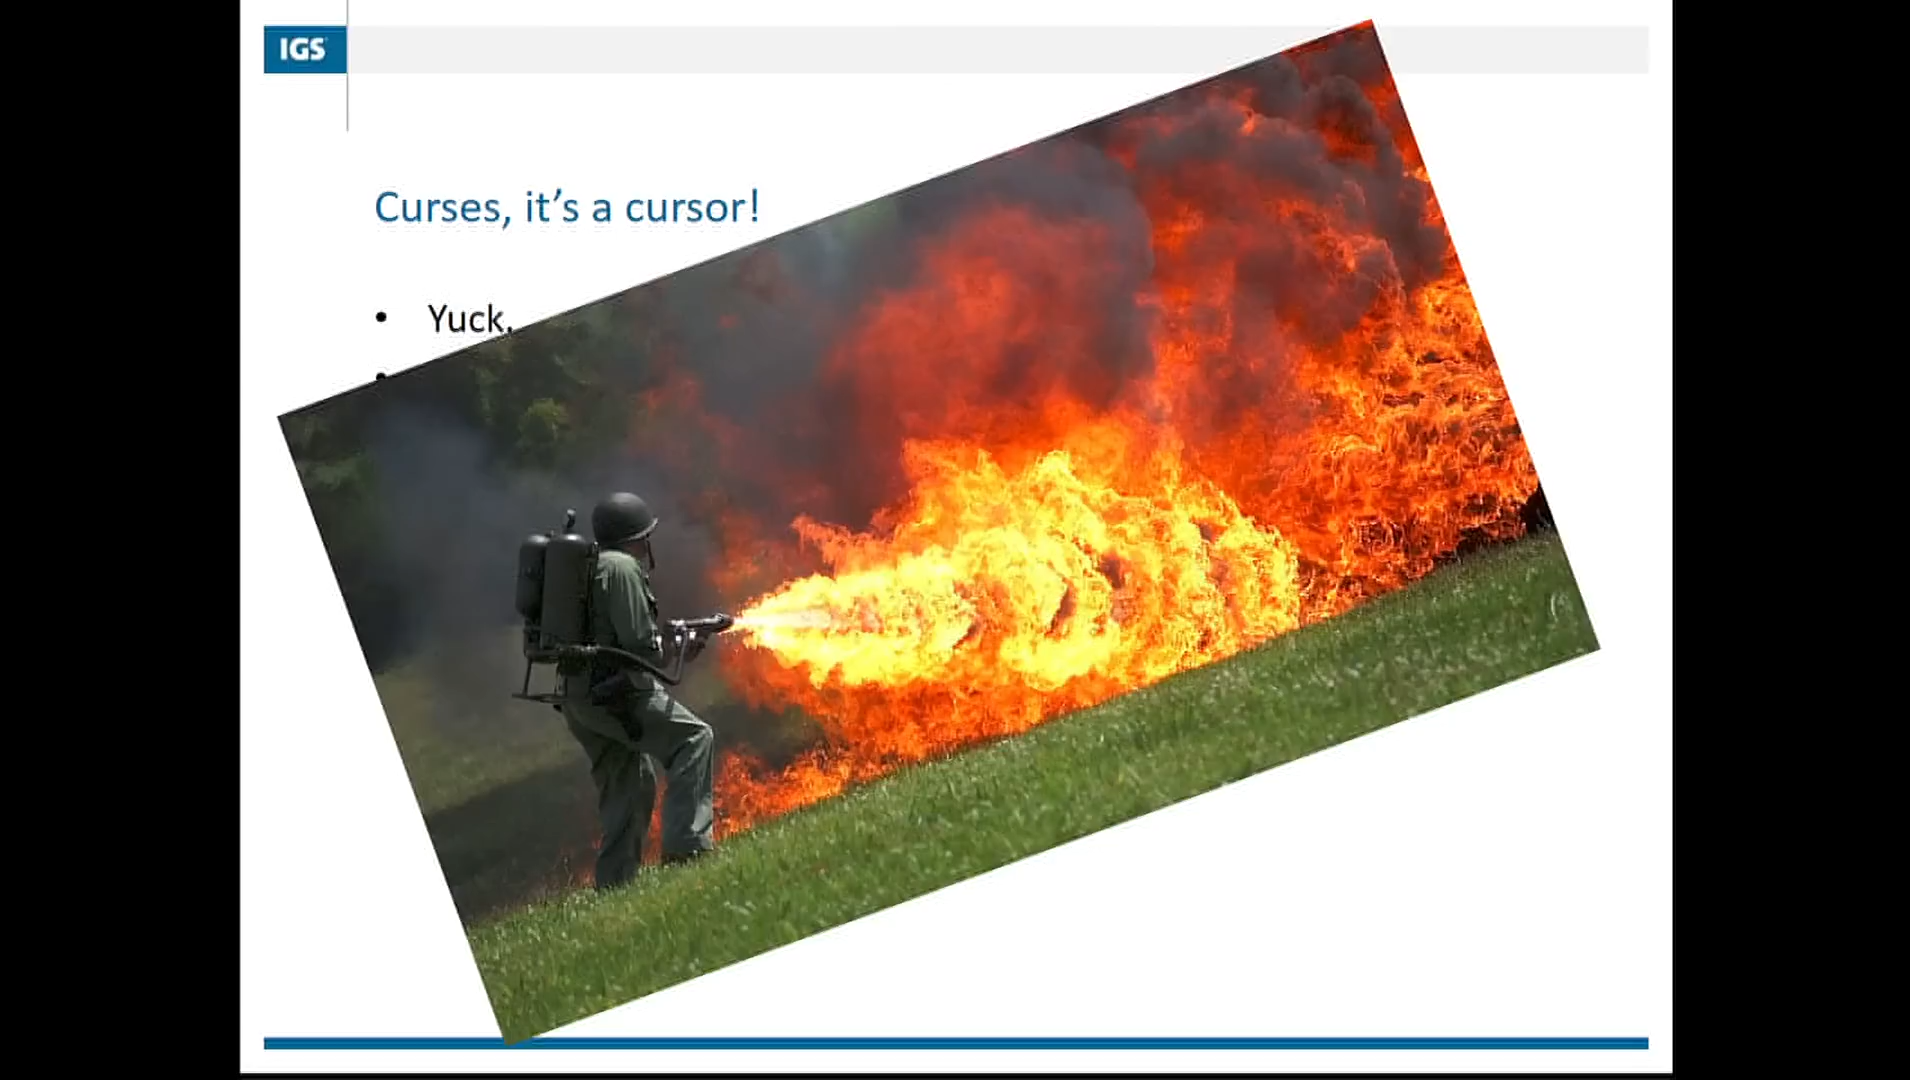 IGS
Curses, it's a cursor!
• Yuck.
•